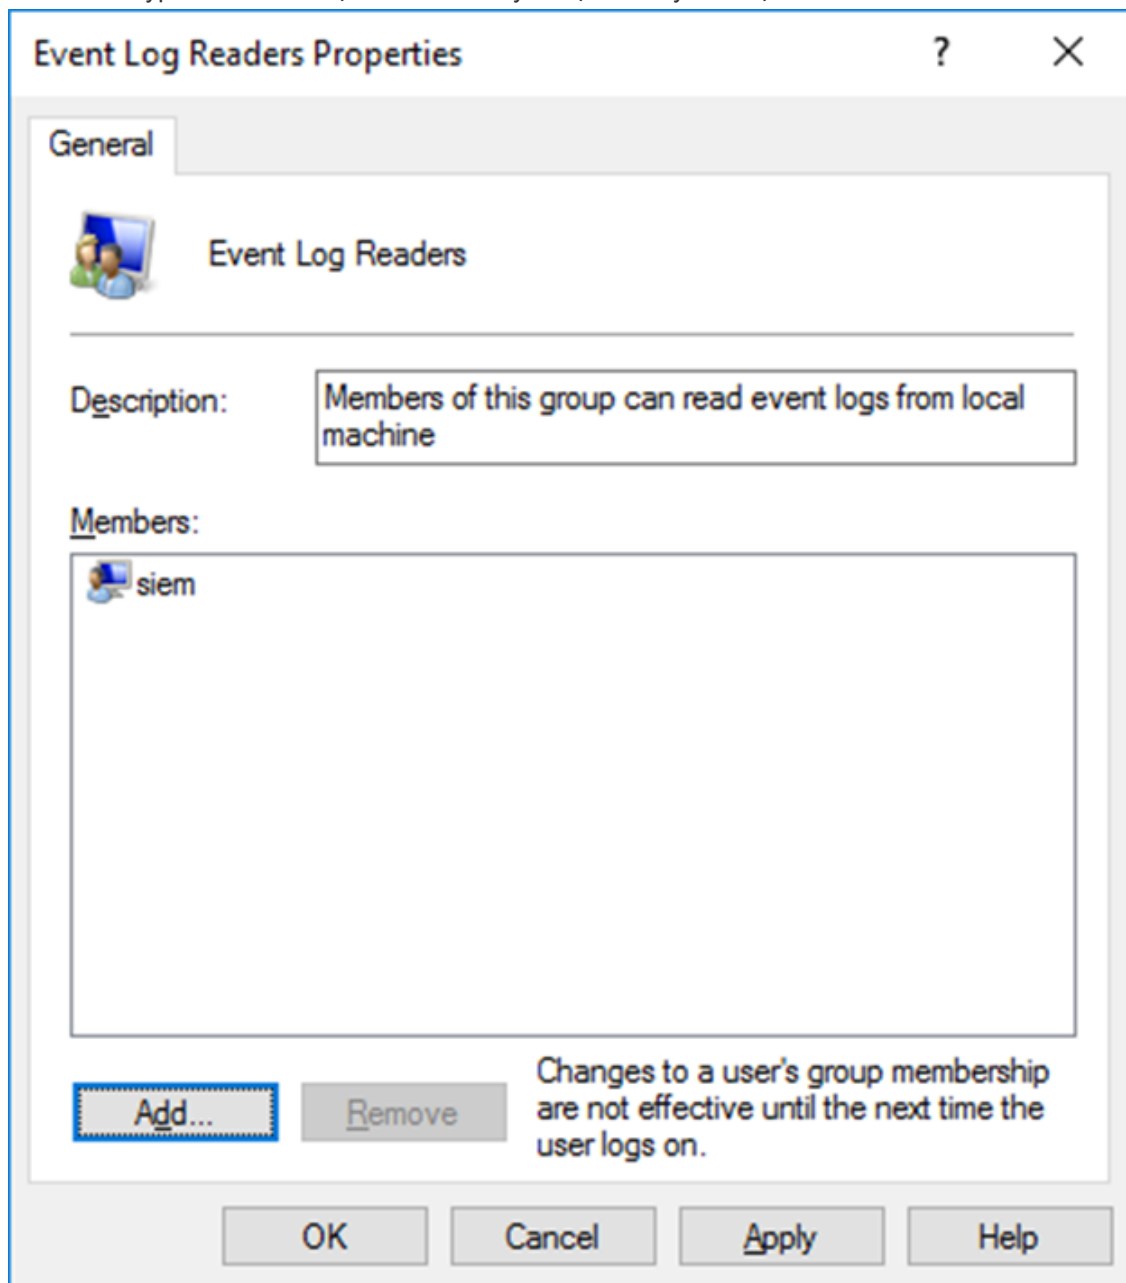 Event Log Readers Properties
?
General
Event Log Readers
Description:
Members of this group can read event logs from local
machine
Members:
siem
Add...
Remove
Changes to a user's group membership
are not effective until the next time the
user logs on.
OK
Cancel
Apply
Help